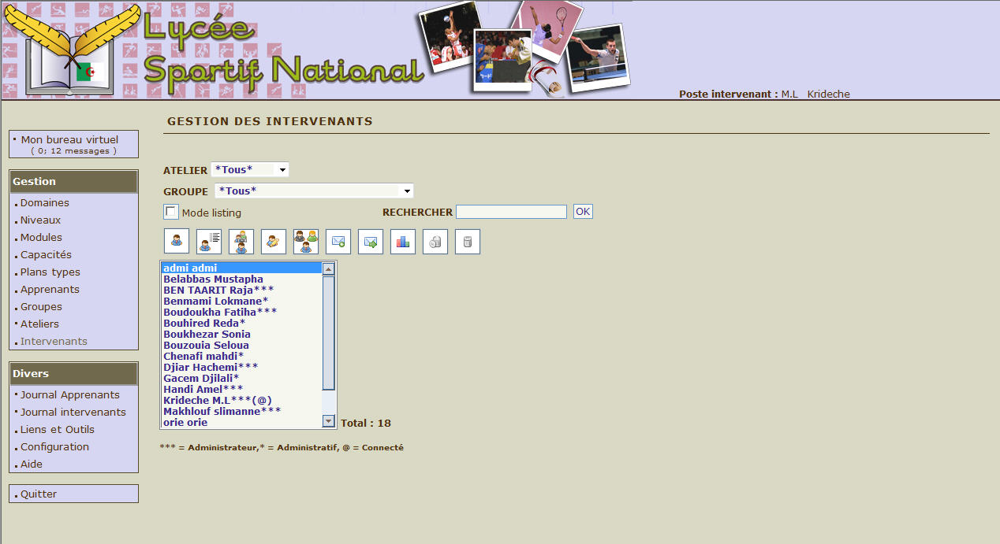 Lycée
Sportif National
Poste intervenant : M.L Krideche
GESTION DES INTERVENANTS
Mon bureau virtuel
( 0; 12 messages )
Gestion
Domaines
Niveaux
Modules
Capacités
Plans types
Apprenants
Groupes
Ateliers
Intervenants
Divers
Journal Apprenants
Journal intervenants
Liens et Outils
Configuration
Aide
Quitter
ATELIER *Tous*
GROUPE *Tous*
Mode listing RECHERCHER OK
admi admi
Belabbas Mustapha
BEN TAARIT Raja***
Benmami Lokmane*
Boudoukha Fatiha***
Bouhired Reda*
Boukhezar Sonia
Bouzouia Seloua
Chenafi mahdi*
Djiar Hachemi***
Gacem Djilali*
Handi Amel***
Krideche M.L***(@)
Makhlouf slimanne***
orie orie
Total : 18
*** = Administrateur,* = Administratif, @ = Connecté